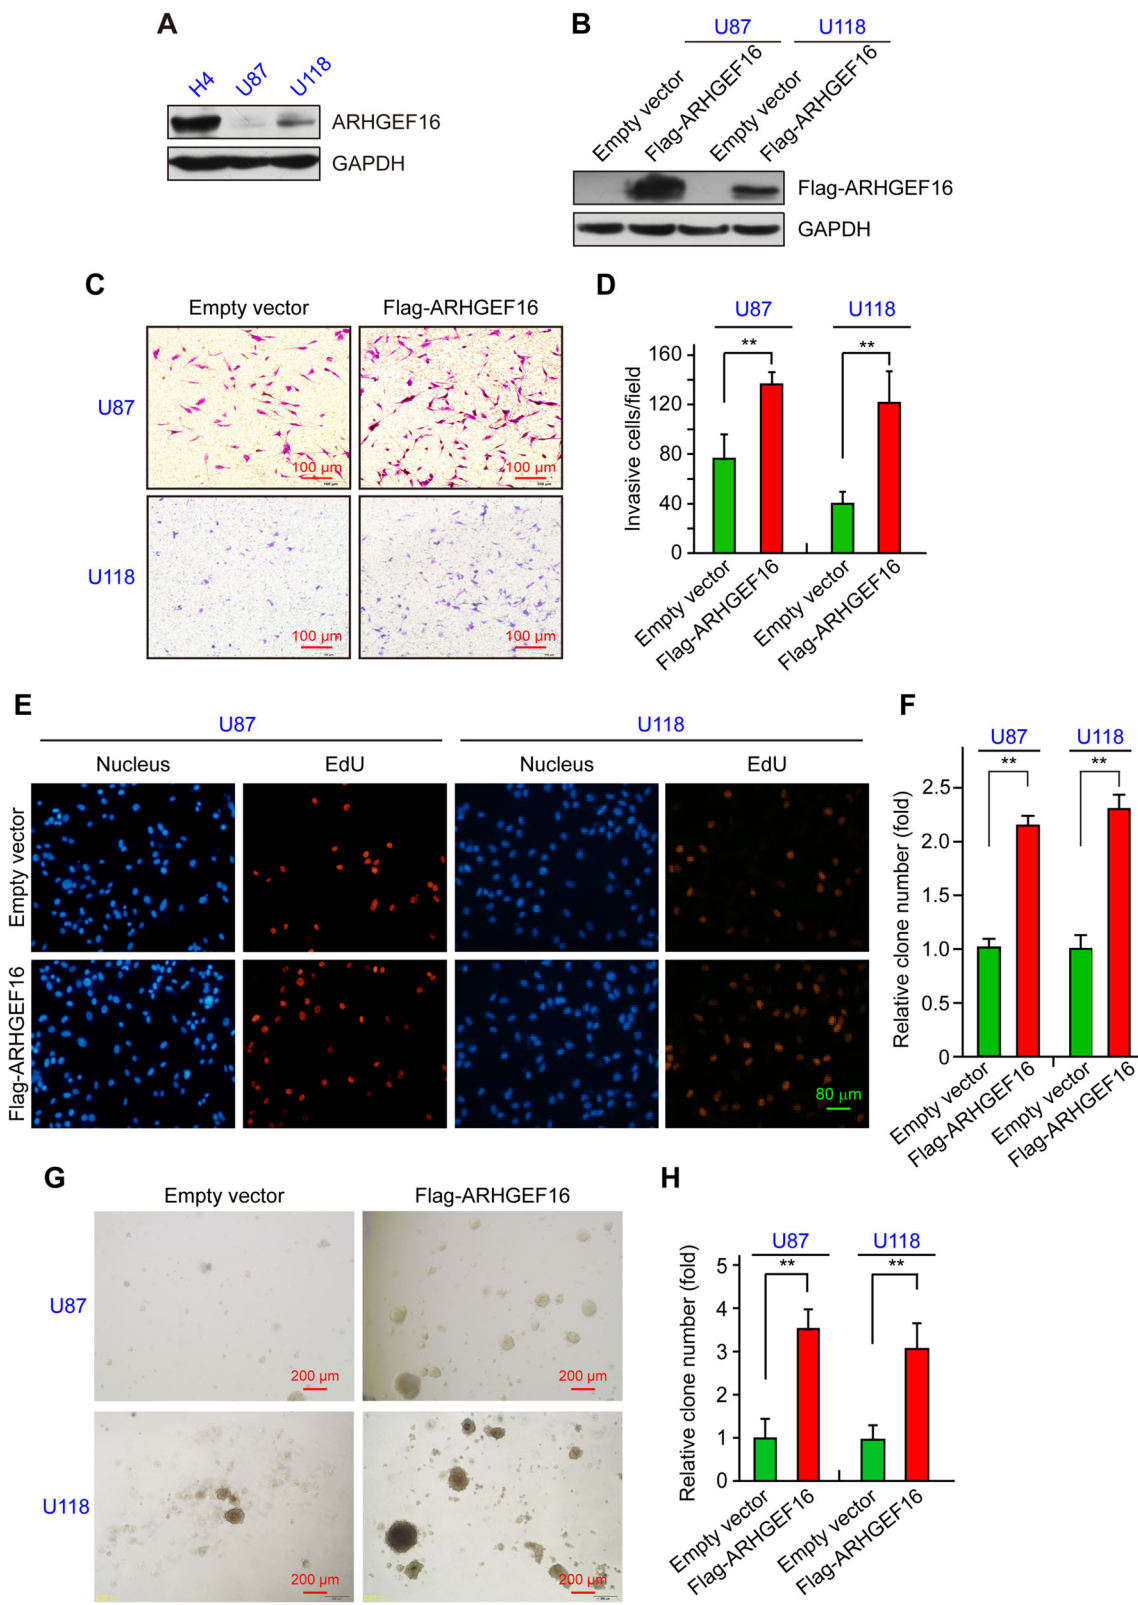 A
H4 U87 U118
ARHGEF16
GAPDH
B
U87 U118
Empty vector Flag-ARHGEF16 Empty vector Flag-ARHGEF16
Flag-ARHGEF16
GAPDH
C
Empty vector Flag-ARHGEF16
U87
100 μm 100 μm
U118
100 μm 100 μm
D
U87 U118
** **
Invasive cells/field
160
120
80
40
0
Empty vector Flag-ARHGEF16 Empty vector Flag-ARHGEF16
E
U87 U118
Nucleus EdU Nucleus EdU
Empty vector
Flag-ARHGEF16
80 μm
F
U87 U118
** **
Relative clone number (fold)
2.5
2.0
1.5
1.0
0.5
0
Empty vector Flag-ARHGEF16 Empty vector Flag-ARHGEF16
G
Empty vector Flag-ARHGEF16
U87
200 μm 200 μm
U118
200 μm 200 μm
H
U87 U118
** **
Relative clone number (fold)
5
4
3
2
1
0
Empty vector Flag-ARHGEF16 Empty vector Flag-ARHGEF16